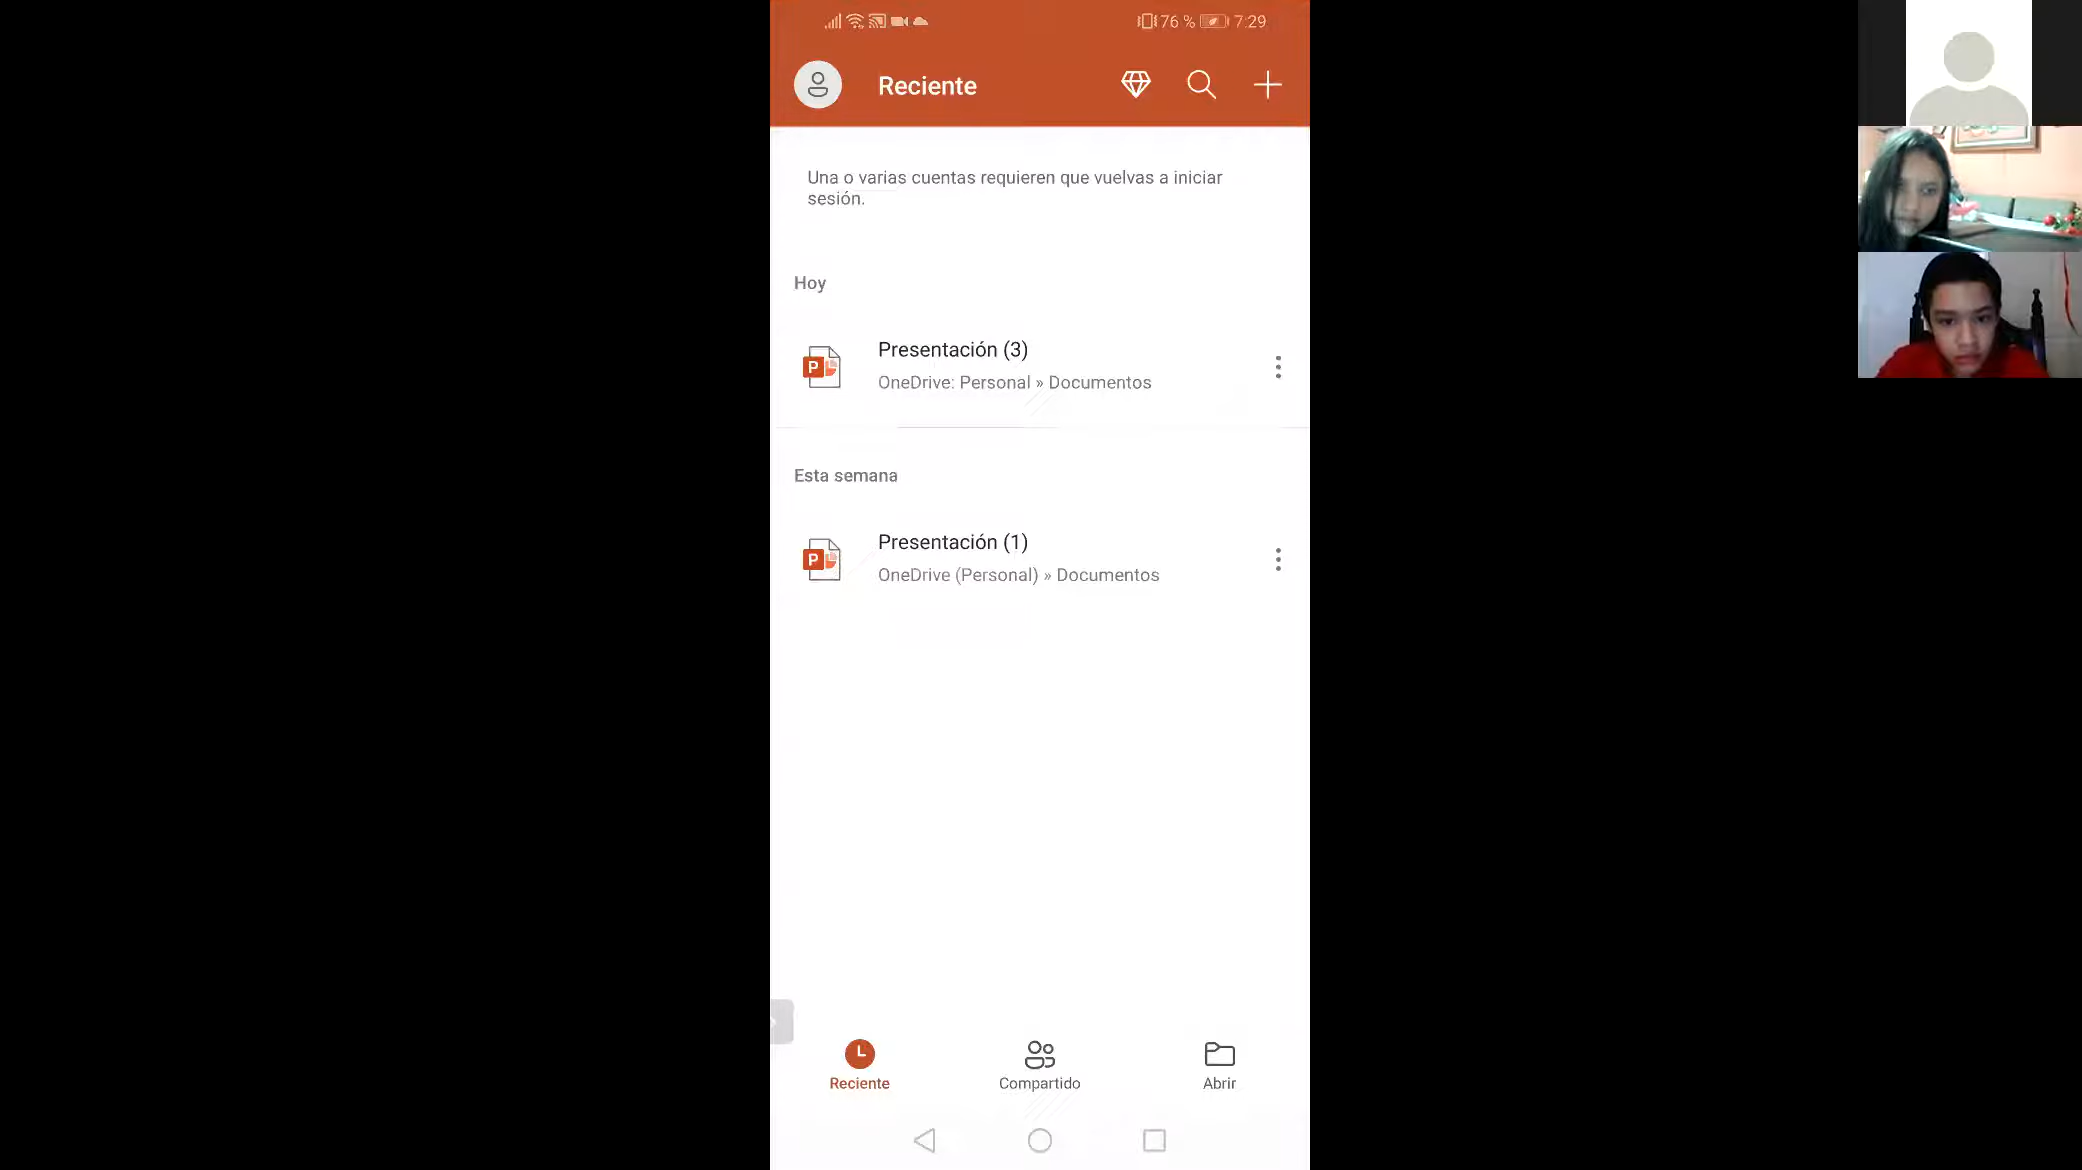 76 % 7:29
Reciente
Una o varias cuentas requieren que vuelvas a iniciar
sesión.
Hoy
P
Presentación (3)
OneDrive: Personal » Documentos
Esta semana
P
Presentación (1)
OneDrive (Personal) » Documentos
Reciente
Compartido
Abrir